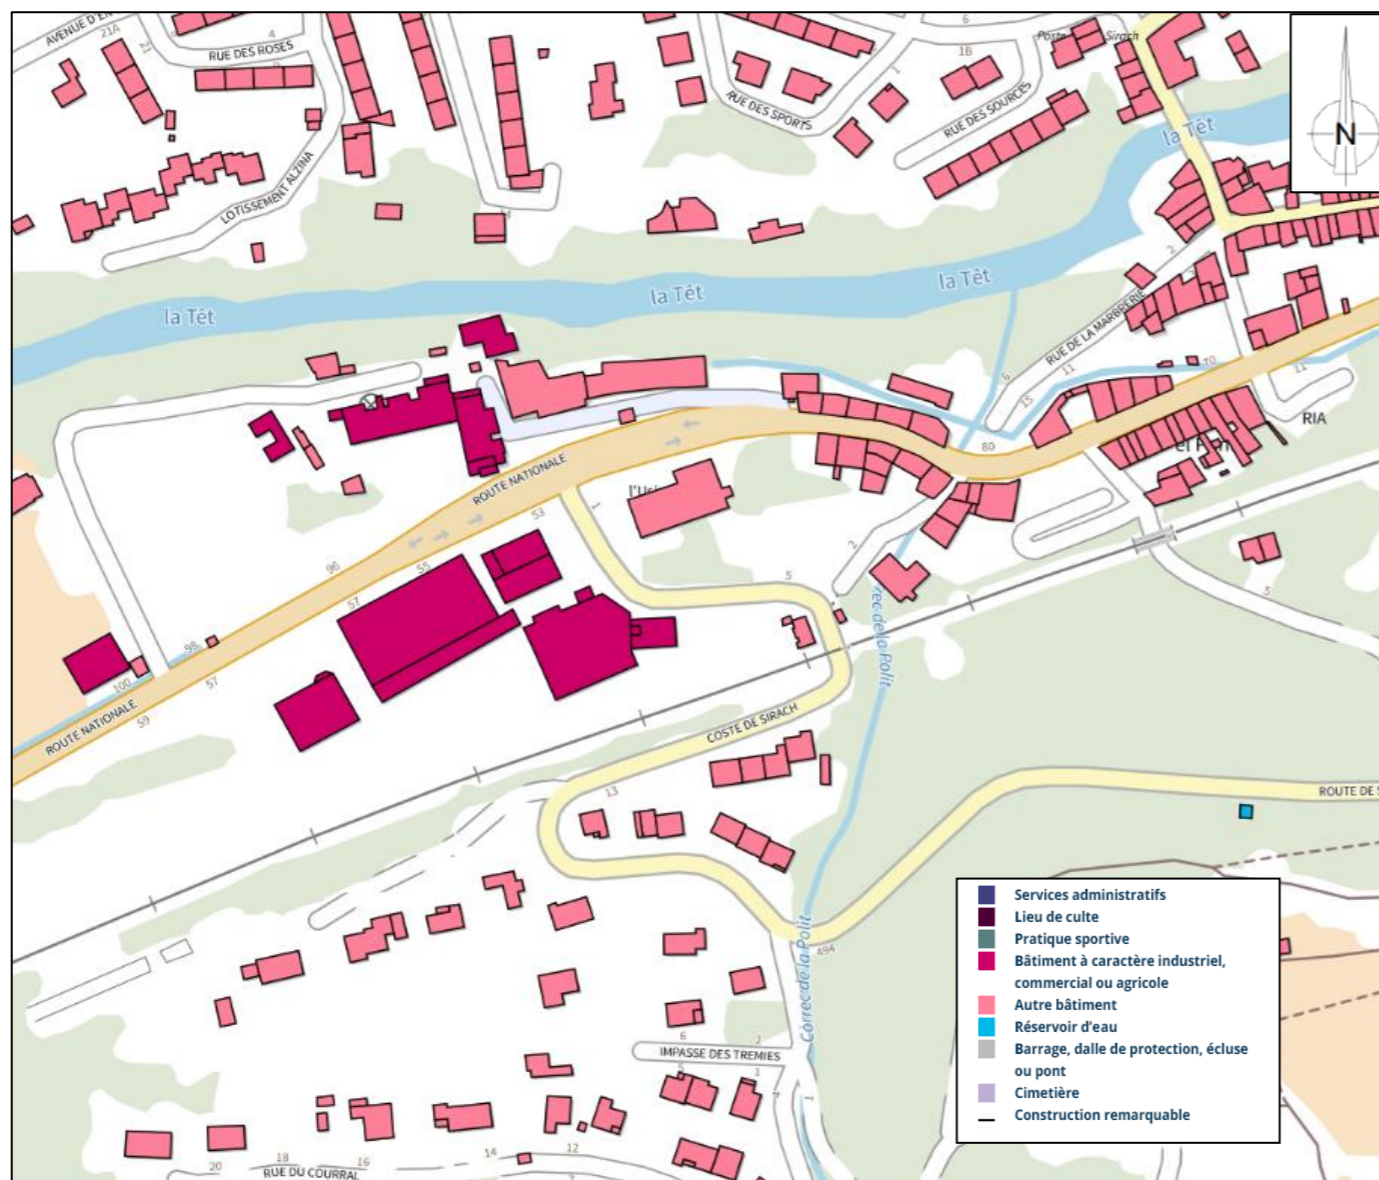 AVENUE D'EN
21A
21
4
RUE DES ROSES
6
1B
Poste Sirach
N
1
RUE DES SPORTS
RUE DES SOURCES
la Têt
LOTISSEMENT ALZINA
la Têt
la Têt
la Têt
2
RUE DE LA MARBRERIE
6
11
15
70
11
RIA
80
ROUTE NATIONALE
53
1
2
5
5
55
57
96
98
57
100
59
ROUTE NATIONALE
rec de la Polit
COSTE DE SIRACH
13
ROUTE DE S
494
Correc de la Polit
6
2
IMPASSE DES TREMIES
5
1
4
1
20
18
16
14
12
RUE DU COURRAL
Services administratifs
Lieu de culte
Pratique sportive
Bâtiment à caractère industriel,
commercial ou agricole
Autre bâtiment
Réservoir d'eau
Barrage, dalle de protection, écluse
ou pont
Cimetière
Construction remarquable